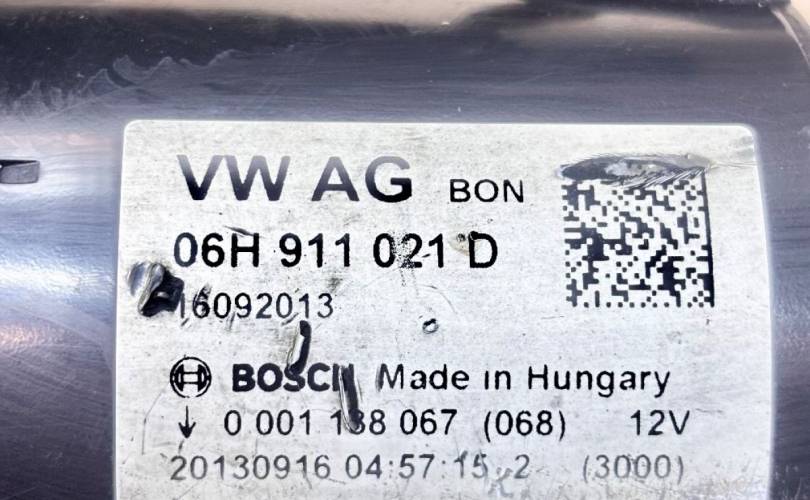 VW AG BON
06H 911 021 D
16092013
BOSCH Made in Hungary
↓ 0 001 138 067 (068) 12V
20130916 04:57:15 2 (3000)